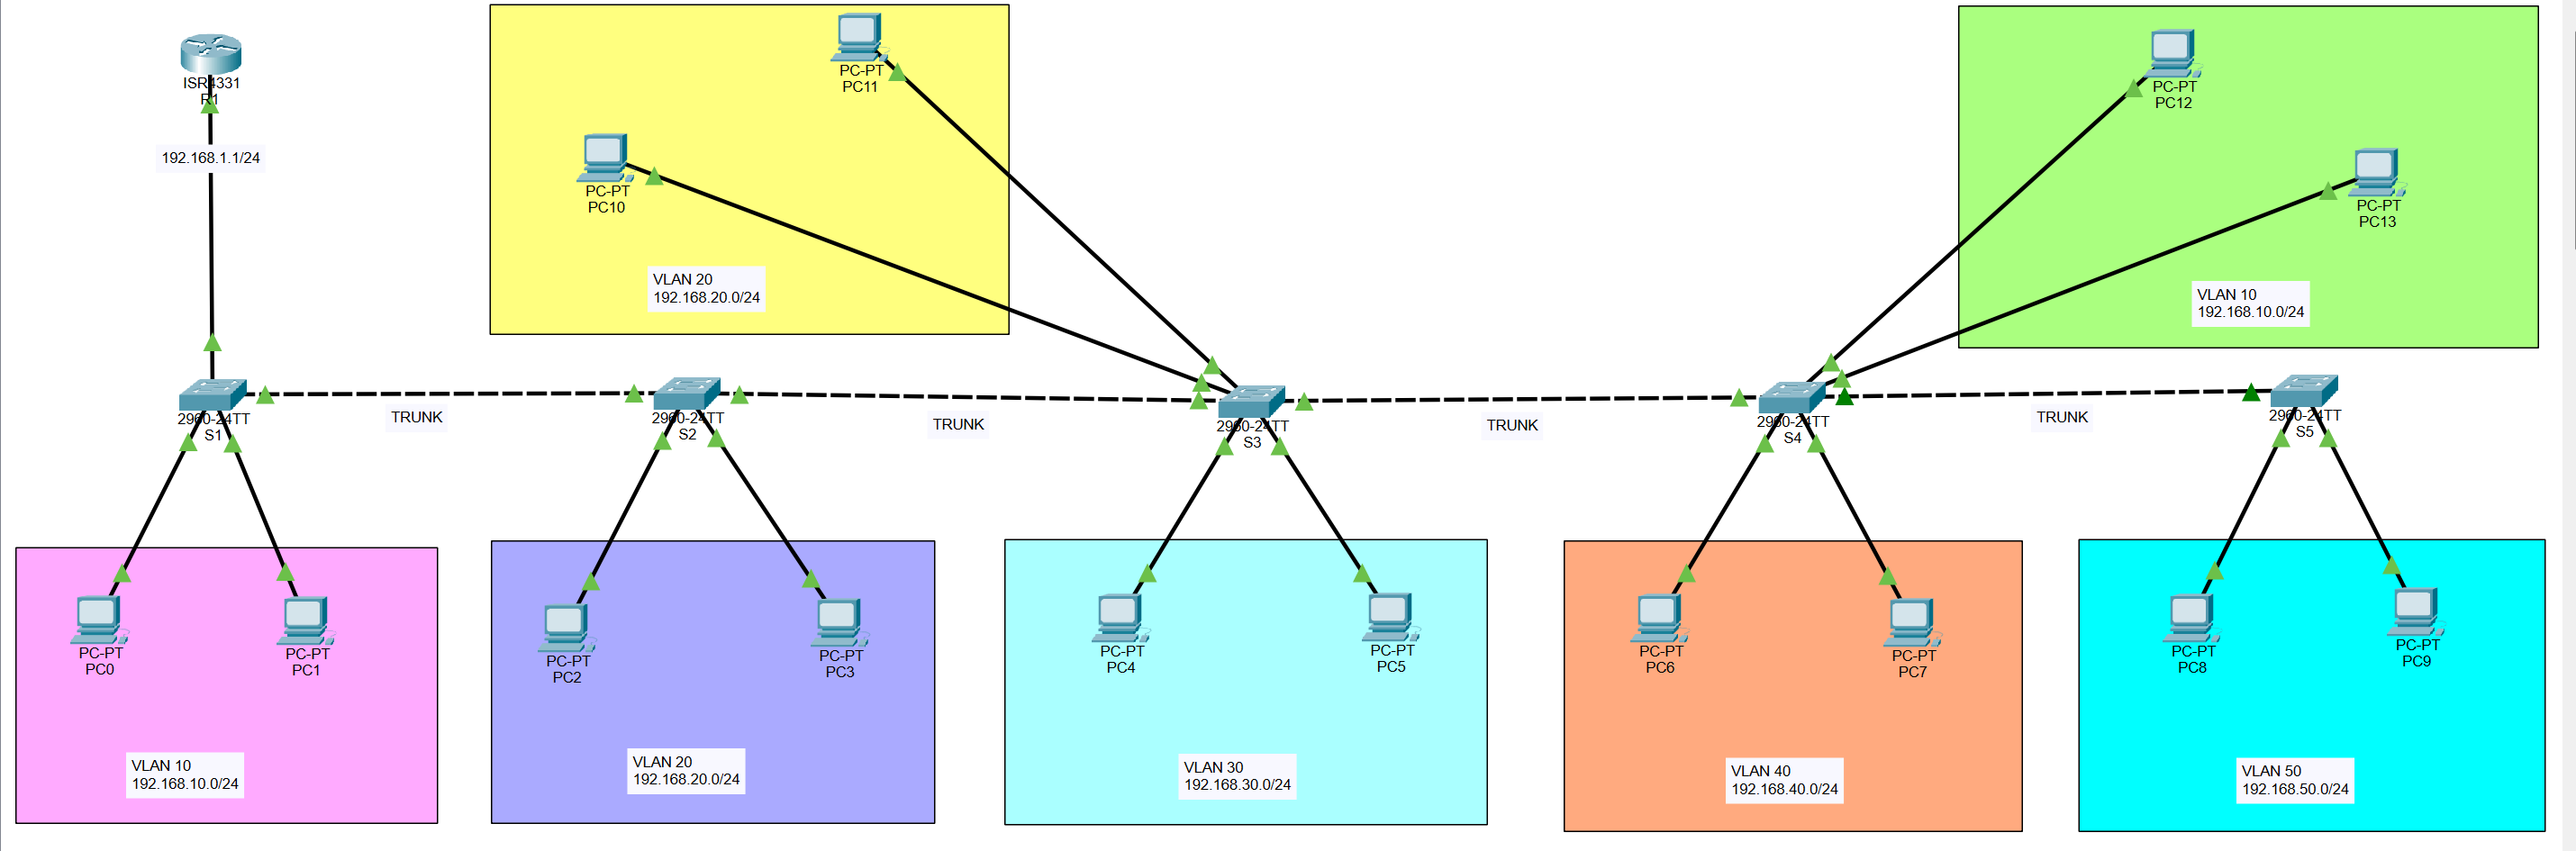 ISR4331
R1
192.168.1.1/24
PC-PT
PC11
PC-PT
PC10
VLAN 20
192.168.20.0/24
PC-PT
PC12
PC-PT
PC13
VLAN 10
192.168.10.0/24
2960-24TT
S1
TRUNK
2960-24TT
S2
TRUNK
2960-24TT
S3
TRUNK
2960-24TT
S4
TRUNK
2960-24TT
S5
PC-PT
PC0
PC-PT
PC1
VLAN 10
192.168.10.0/24
PC-PT
PC2
PC-PT
PC3
VLAN 20
192.168.20.0/24
PC-PT
PC4
PC-PT
PC5
VLAN 30
192.168.30.0/24
PC-PT
PC6
PC-PT
PC7
VLAN 40
192.168.40.0/24
PC-PT
PC8
PC-PT
PC9
VLAN 50
192.168.50.0/24